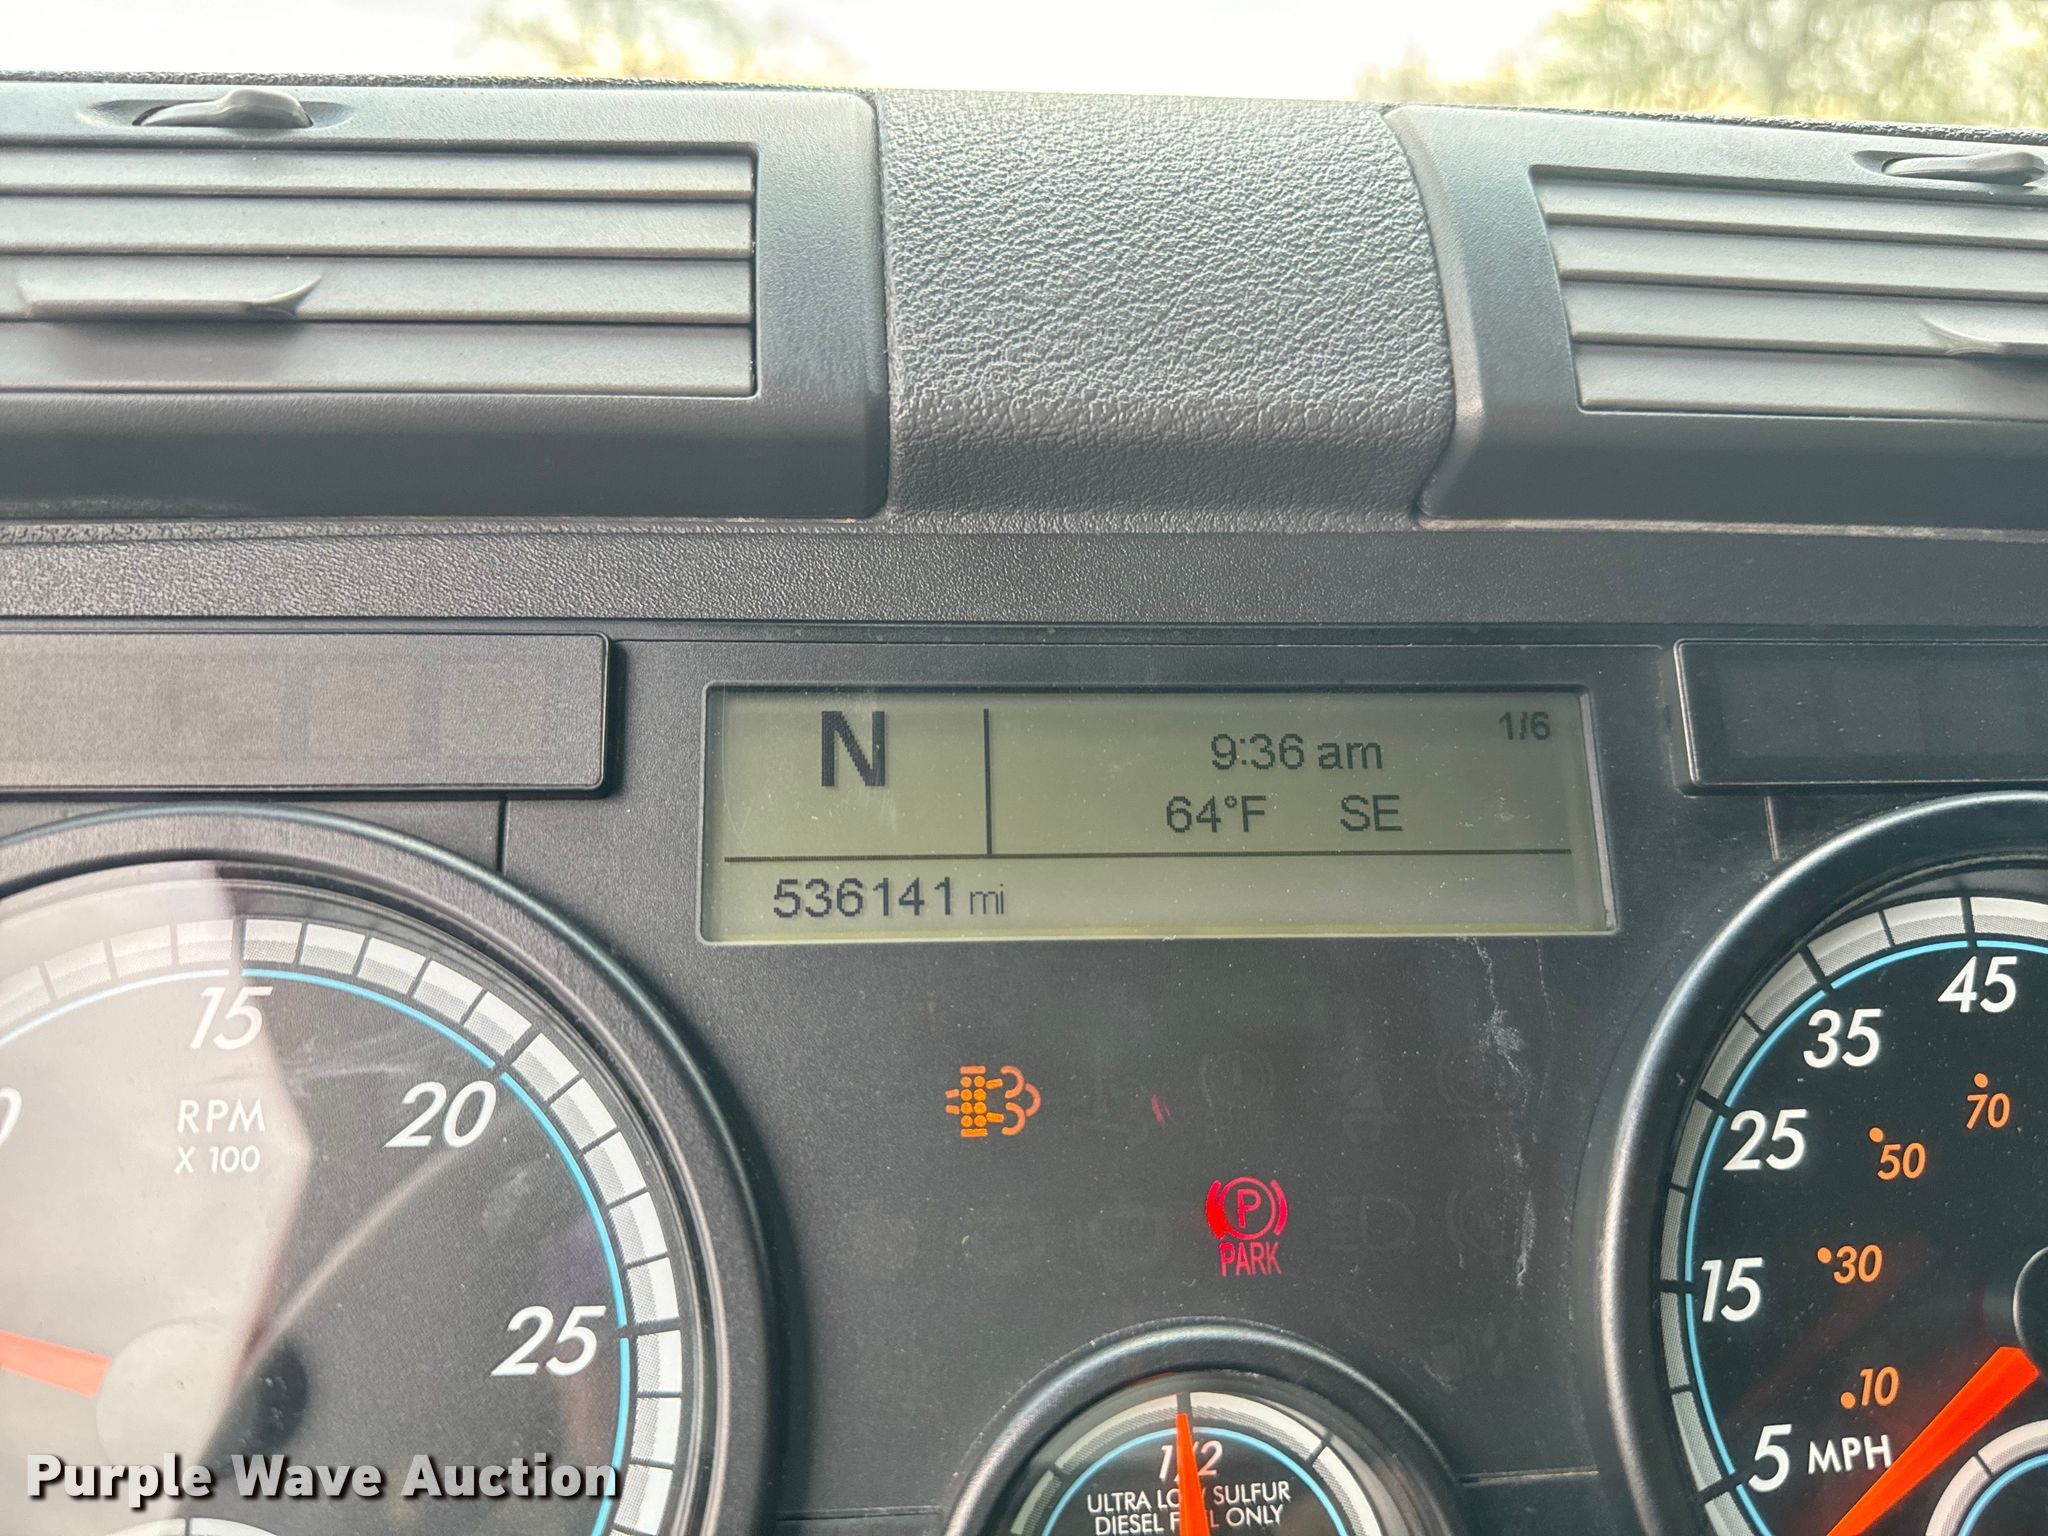 N
9:36 am
1/6
64°F SE
536141 mi
15
20
25
RPM
X 100
PARK
1/2
ULTRA LOW SULFUR
DIESEL FUEL ONLY
45
35
25
15
5 MPH
70
50
30
10
Purple Wave Auction